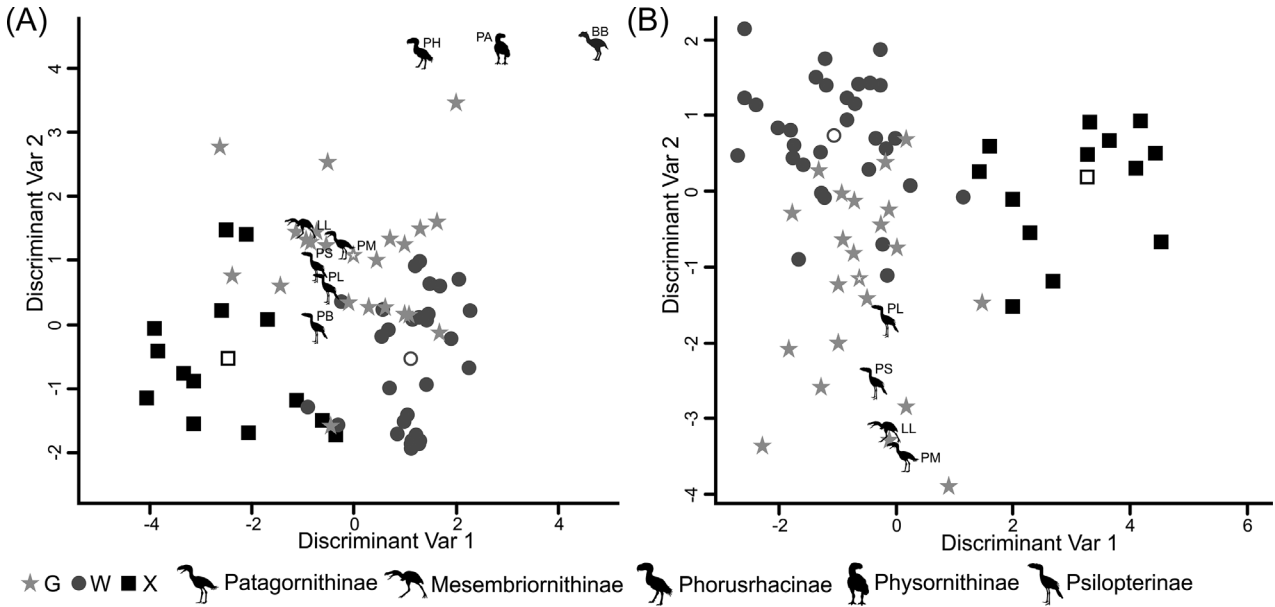 (A)
PH
PA
BB
LL
PM
PS
PL
PB
4
3
2
1
0
-1
-2
Discriminant Var 2
-4
-2
0
2
4
Discriminant Var 1
(B)
PL
PS
LL
PM
2
1
0
-1
-2
-3
-4
Discriminant Var 2
-2
0
2
4
6
Discriminant Var 1
G W X Patagornithinae Mesembriornithinae Phorusrhacinae Physornithinae Psilopterinae